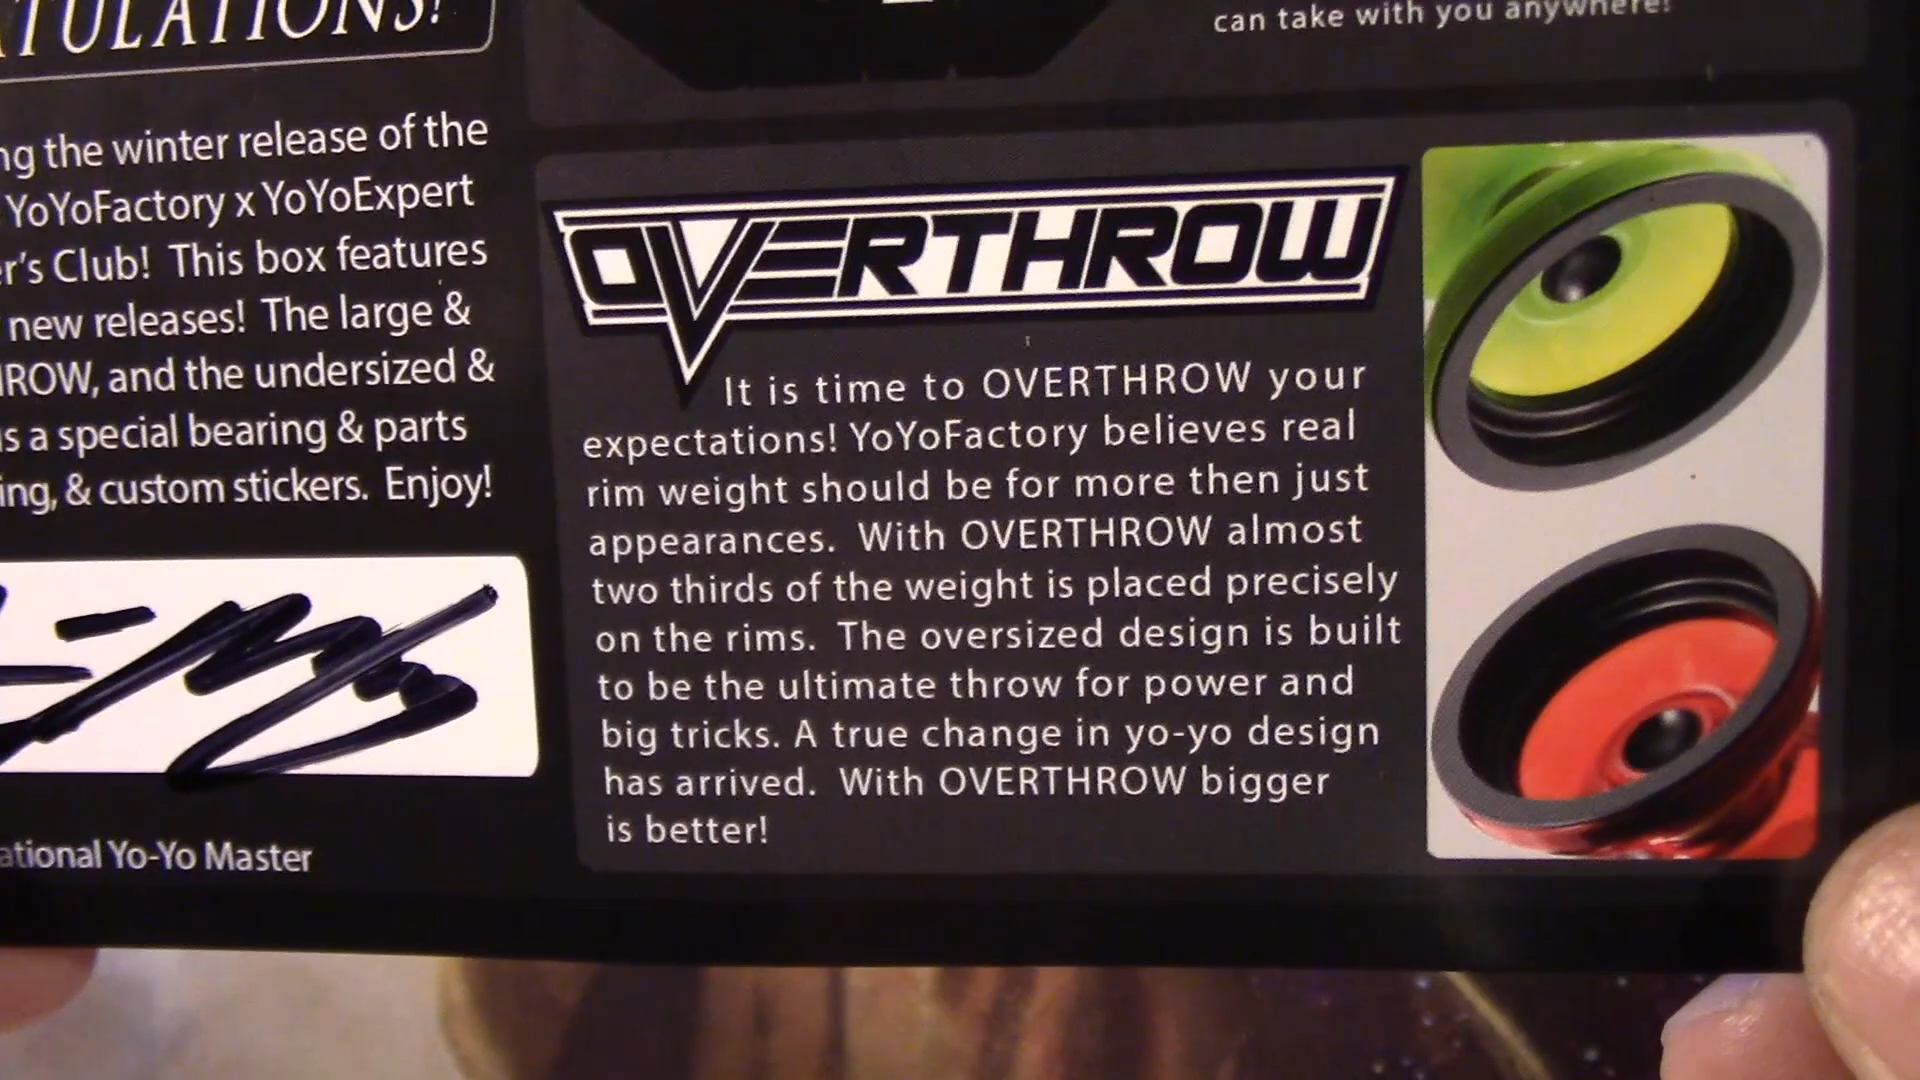 TULATIONS!
ng the winter release of the
YoYoFactory x YoYoExpert
r's Club! This box features
new releases! The large &
ROW, and the undersized &
s a special bearing & parts
ing, & custom stickers. Enjoy!
ational Yo-Yo Master
can take with you anywhere!
OVERTHROW
It is time to OVERTHROW your
expectations! YoYoFactory believes real
rim weight should be for more then just
appearances. With OVERTHROW almost
two thirds of the weight is placed precisely
on the rims. The oversized design is built
to be the ultimate throw for power and
big tricks. A true change in yo-yo design
has arrived. With OVERTHROW bigger
is better!